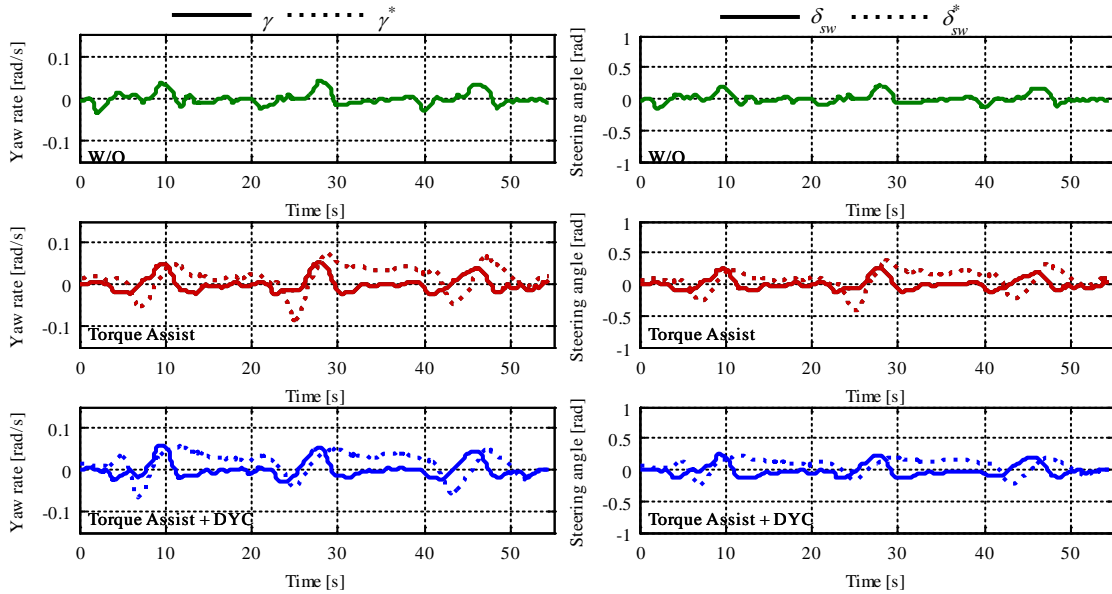 γ γ*
δsw δ*sw
Yaw rate [rad/s]
0.1
0
-0.1
W/O
0 10 20 30 40 50
Time [s]
Steering angle [rad]
1
0.5
0
-0.5
-1
W/O
0 10 20 30 40 50
Time [s]
Yaw rate [rad/s]
0.1
0
-0.1
Torque Assist
0 10 20 30 40 50
Time [s]
Steering angle [rad]
1
0.5
0
-0.5
-1
Torque Assist
0 10 20 30 40 50
Time [s]
Yaw rate [rad/s]
0.1
0
-0.1
Torque Assist + DYC
0 10 20 30 40 50
Time [s]
Steering angle [rad]
1
0.5
0
-0.5
-1
Torque Assist + DYC
0 10 20 30 40 50
Time [s]